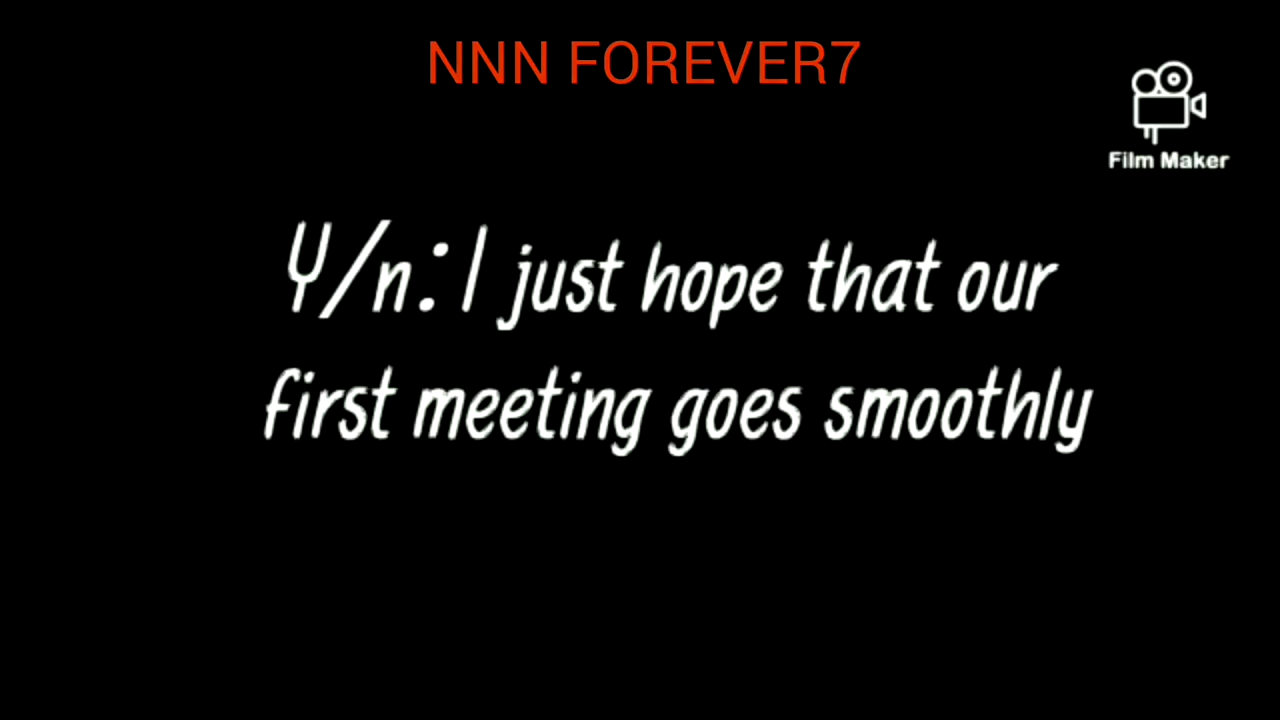 NNN FOREVER7
Film Maker
Y/n: I just hope that our
first meeting goes smoothly